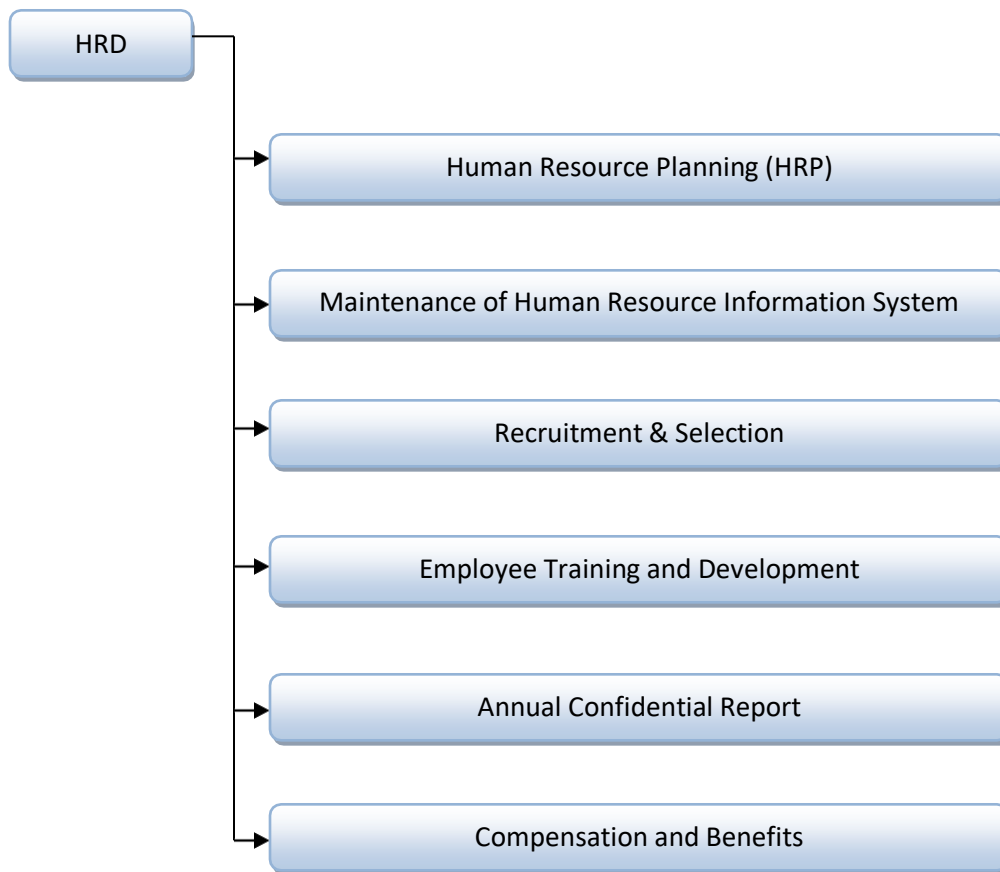 HRD
Human Resource Planning (HRP)
Maintenance of Human Resource Information System
Recruitment & Selection
Employee Training and Development
Annual Confidential Report
Compensation and Benefits